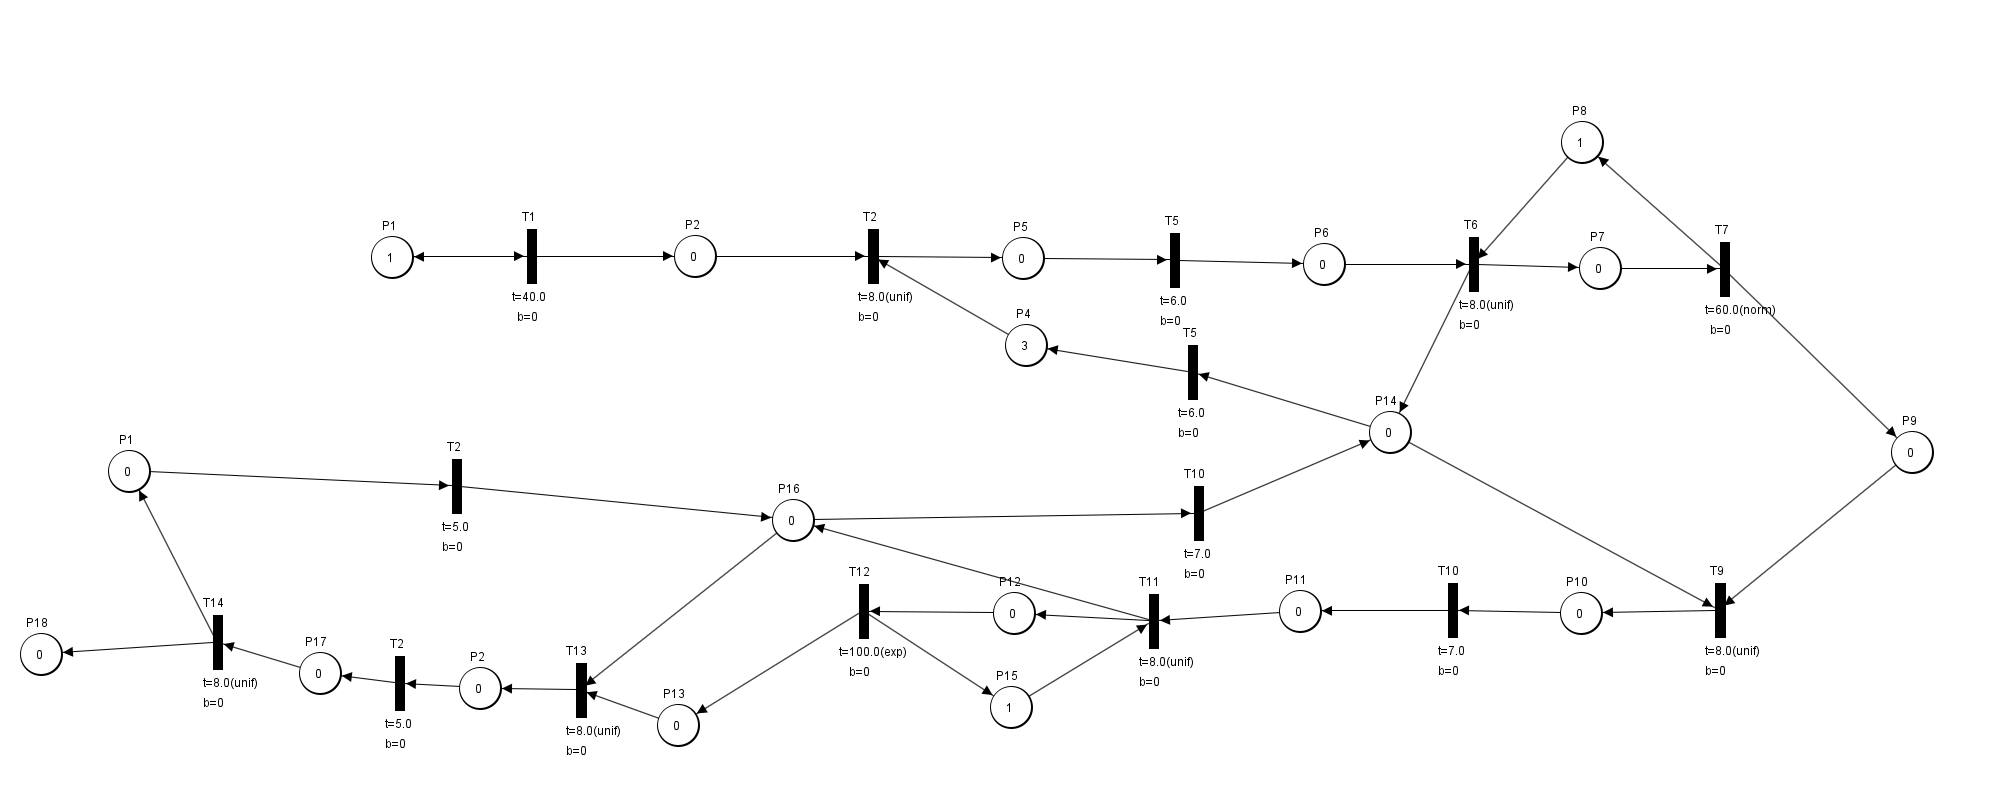 P8
1
P1
1
T1
t=40.0
b=0
P2
0
T2
t=8.0(unif)
b=0
P5
0
T5
t=6.0
b=0
P6
0
T6
t=8.0(unif)
b=0
P7
0
T7
t=60.0(norm)
b=0
P4
3
T5
t=6.0
b=0
P14
0
P9
0
P1
0
T2
t=5.0
b=0
P16
0
T10
t=7.0
b=0
P18
0
T14
t=8.0(unif)
b=0
P17
0
T2
t=5.0
b=0
P2
0
T13
t=8.0(unif)
b=0
P13
0
T12
t=100.0(exp)
b=0
P12
0
P15
1
T11
t=8.0(unif)
b=0
P11
0
T10
t=7.0
b=0
P10
0
T9
t=8.0(unif)
b=0